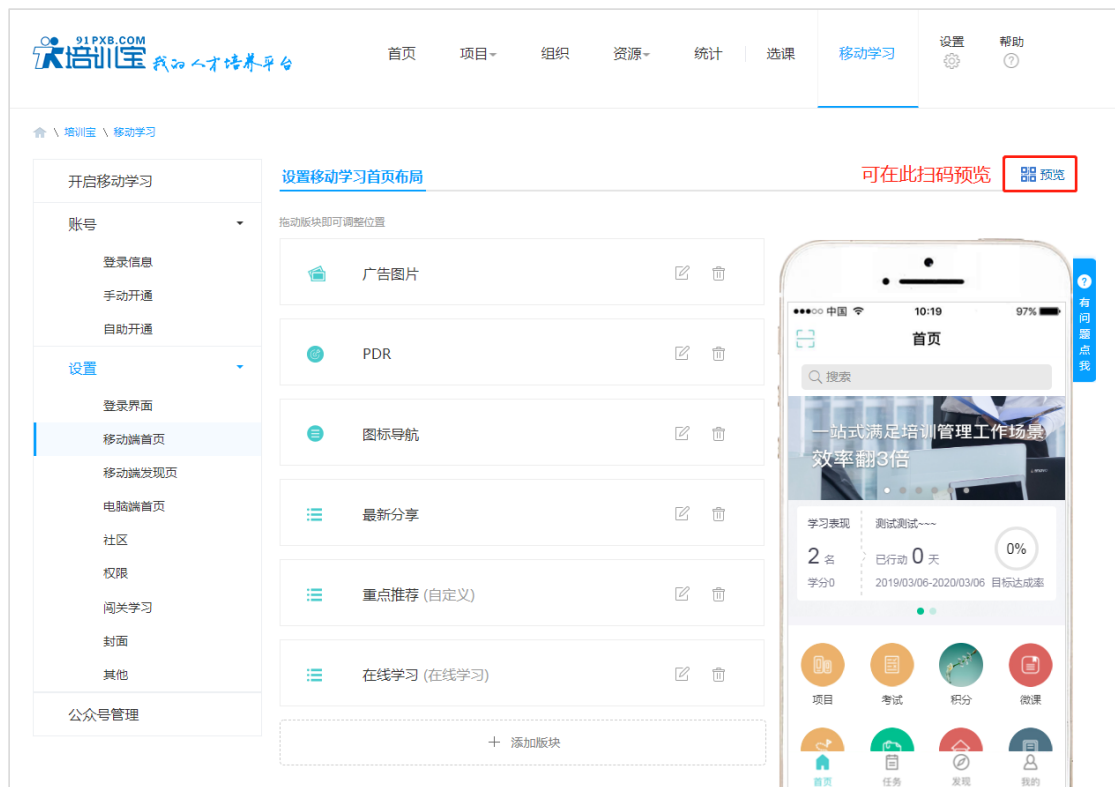 91PXB.COM
培训宝 我的人才培养平台
首页 项目 组织 资源 统计 选课 移动学习 设置 帮助
\ 培训宝 \ 移动学习
开启移动学习
账号
登录信息
手动开通
自助开通
设置
登录界面
移动端首页
移动端发现页
电脑端首页
社区
权限
闯关学习
封面
其他
公众号管理
设置移动学习首页布局
可在此扫码预览
预览
拖动版块即可调整位置
广告图片
PDR
图标导航
最新分享
重点推荐 (自定义)
在线学习 (在线学习)
+ 添加版块
中国 10:19 97%
首页
搜索
一站式满足培训管理工作场景
效率翻3倍
学习表现 测试测试~~~
2 名 已行动 0 天 0%
学分0 2019/03/06-2020/03/06 目标达成率
项目 考试 积分 微课
首页 任务 发现 我的
? 有问题点我